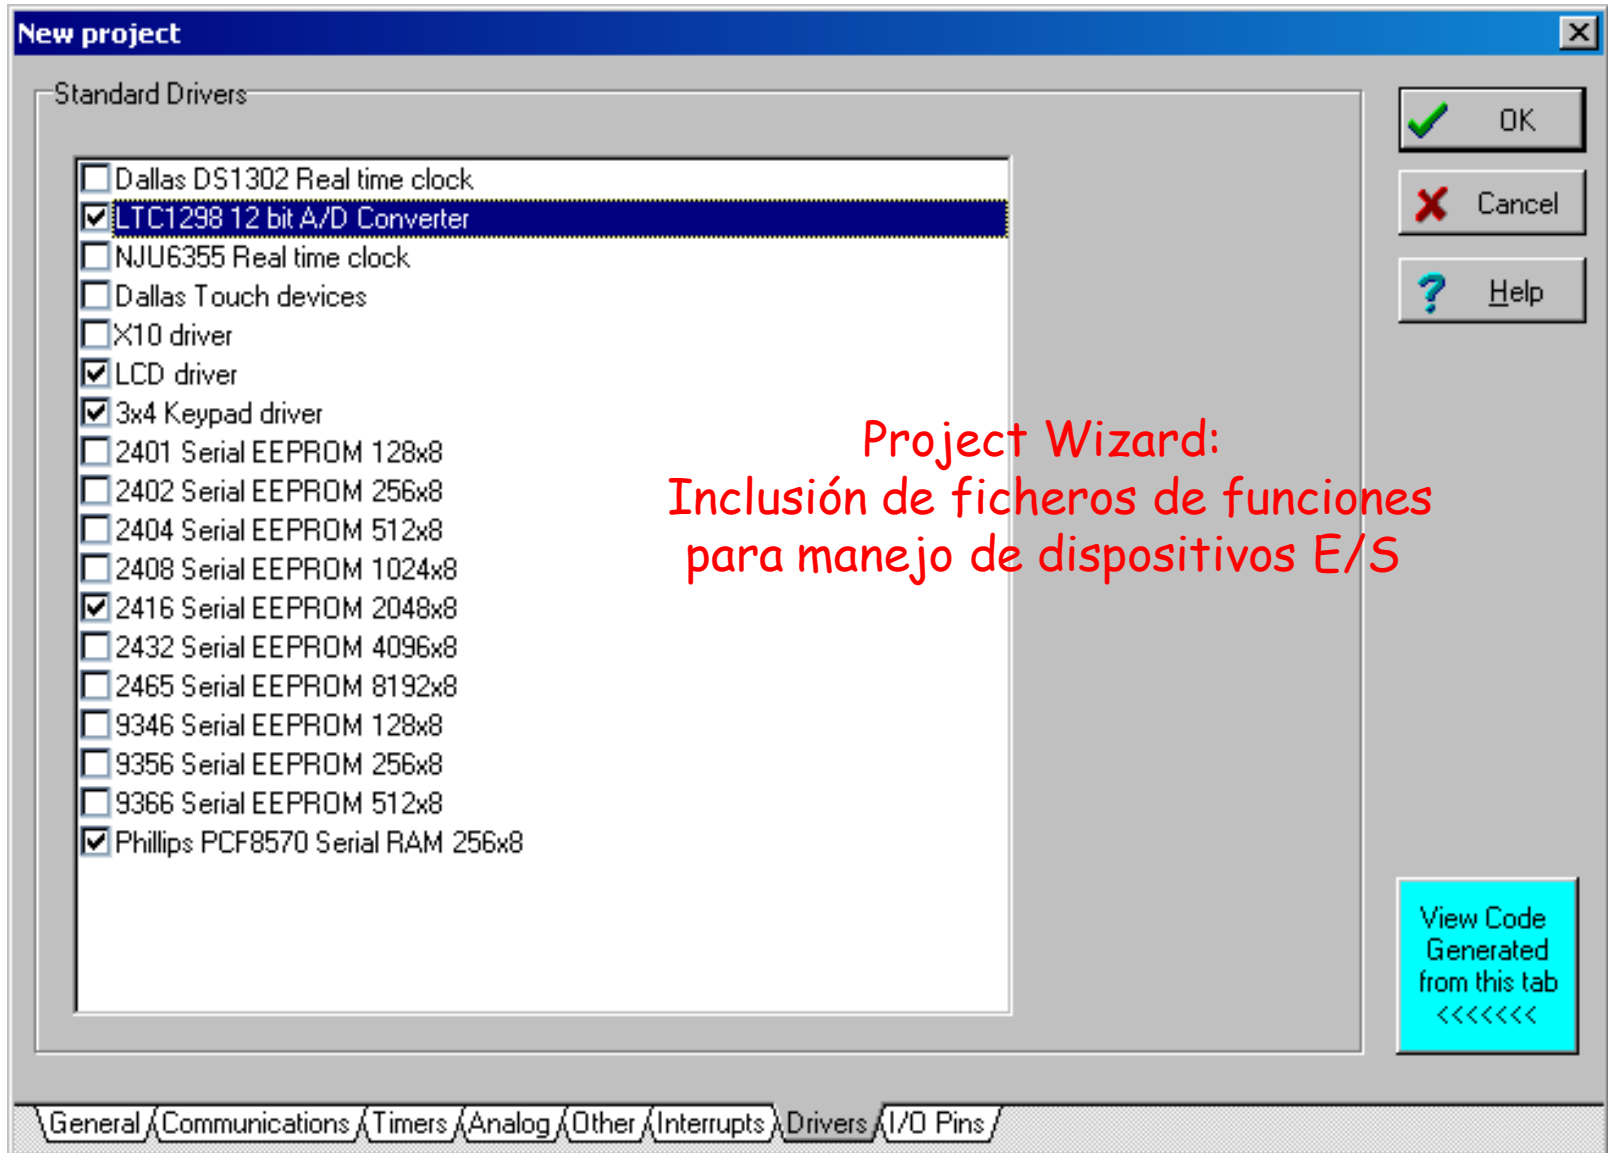 New project
Standard Drivers
OK
Cancel
Help
Dallas DS1302 Real time clock
LTC1298 12 bit A/D Converter
NJU6355 Real time clock
Dallas Touch devices
X10 driver
LCD driver
3x4 Keypad driver
2401 Serial EEPROM 128x8
2402 Serial EEPROM 256x8
2404 Serial EEPROM 512x8
2408 Serial EEPROM 1024x8
2416 Serial EEPROM 2048x8
2432 Serial EEPROM 4096x8
2465 Serial EEPROM 8192x8
9346 Serial EEPROM 128x8
9356 Serial EEPROM 256x8
9366 Serial EEPROM 512x8
Phillips PCF8570 Serial RAM 256x8
Project Wizard:
Inclusión de ficheros de funciones
para manejo de dispositivos E/S
View Code
Generated
from this tab
<<<<<<<
General Communications Timers Analog Other Interrupts Drivers I/O Pins